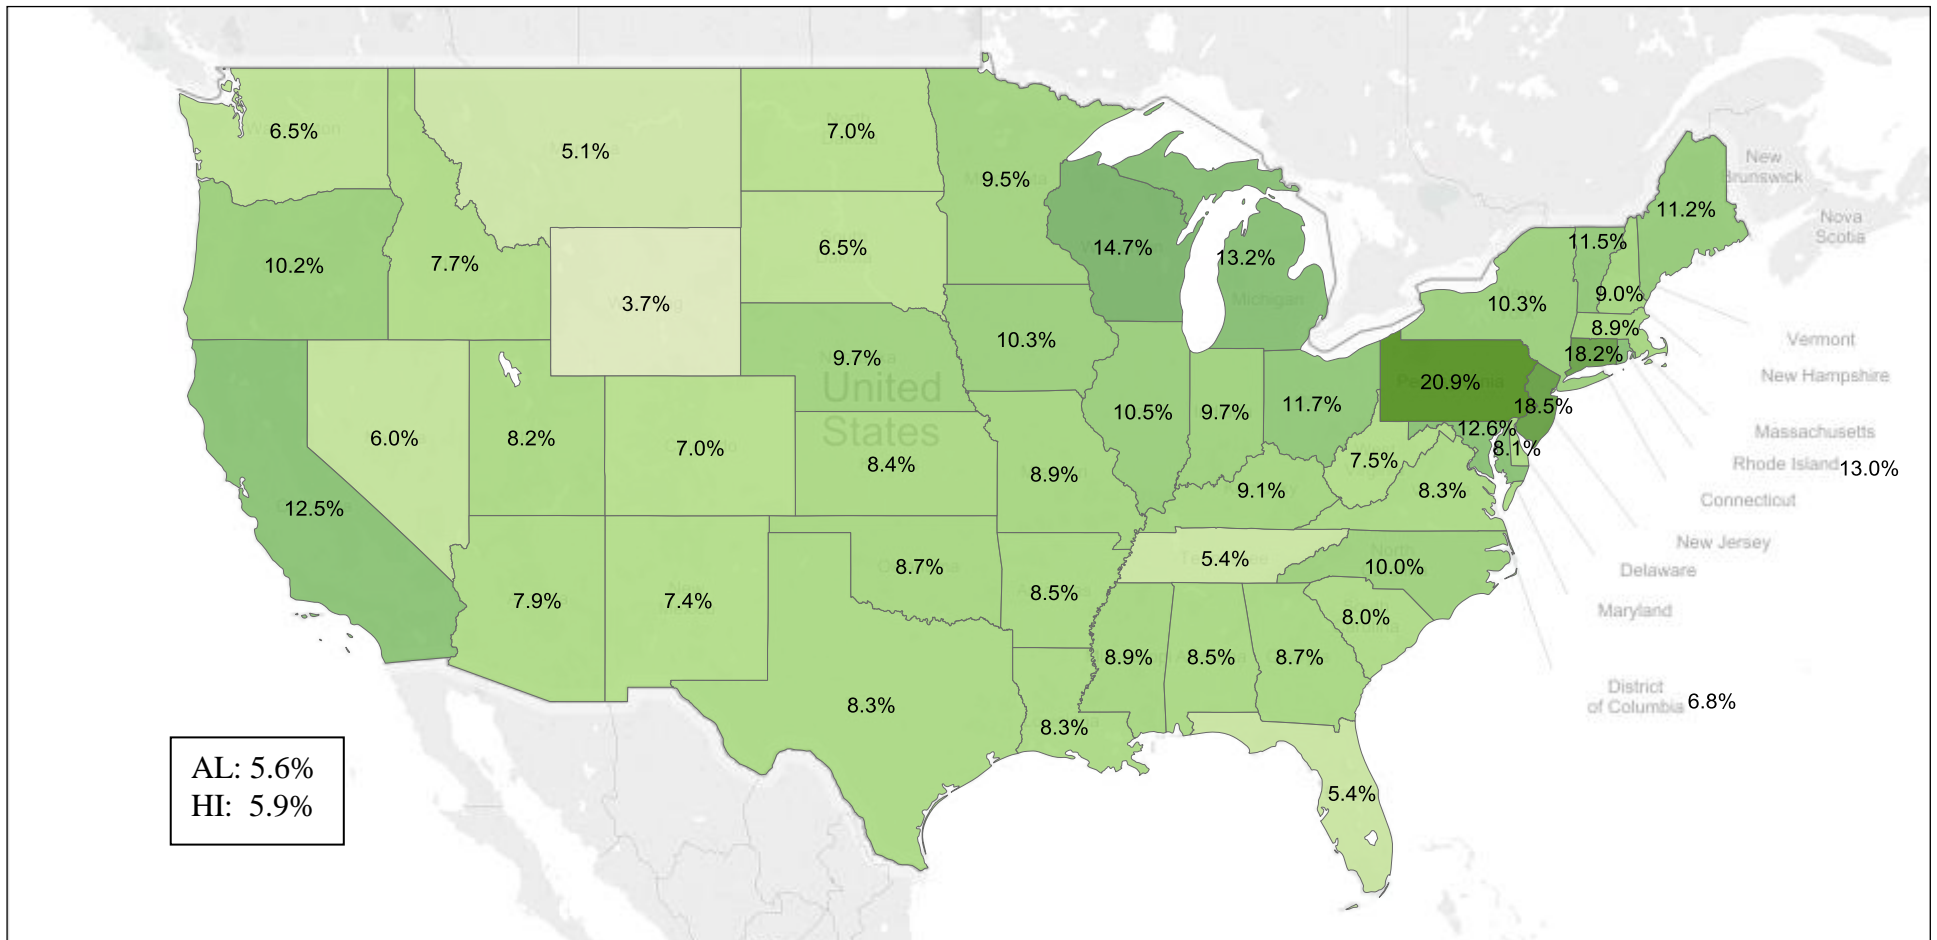 6.5%
5.1%
7.0%
9.5%
New
Brunswick
11.2%
Nova
Scotia
10.2%
7.7%
6.5%
14.7%
13.2%
11.5%
Michigan
3.7%
10.3%
9.0%
8.9%
Vermont
9.7%
10.3%
18.2%
New Hampshire
United
States
20.9%
18.5%
10.5%
9.7%
11.7%
12.6%
8.1%
Massachusetts
6.0%
8.2%
7.0%
8.4%
8.9%
7.5%
8.3%
Rhode Island 13.0%
9.1%
Connecticut
12.5%
New Jersey
8.7%
5.4%
10.0%
Delaware
7.9%
7.4%
8.5%
8.0%
Maryland
8.9%
8.5%
8.7%
8.3%
8.3%
District
of Columbia 6.8%
5.4%
AL: 5.6%
HI: 5.9%